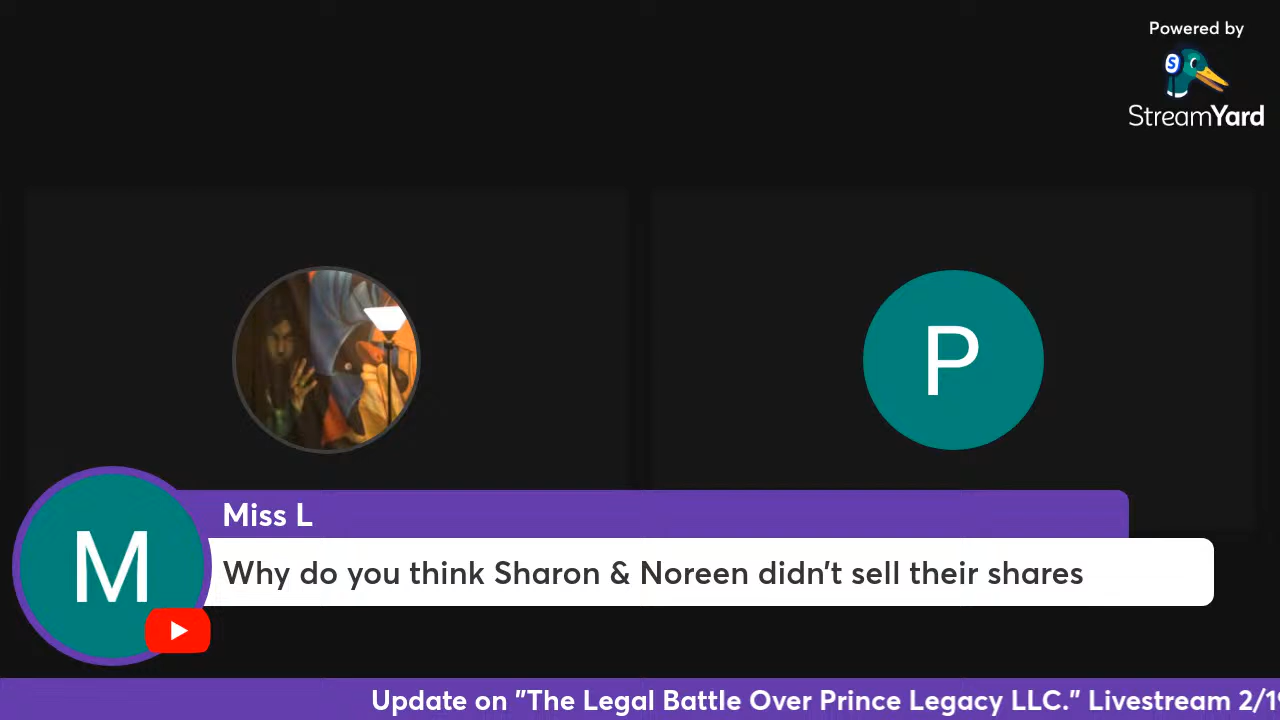 Powered by
S
StreamYard
P
M
Miss L
Why do you think Sharon & Noreen didn't sell their shares
Update on "The Legal Battle Over Prince Legacy LLC." Livestream 2/1